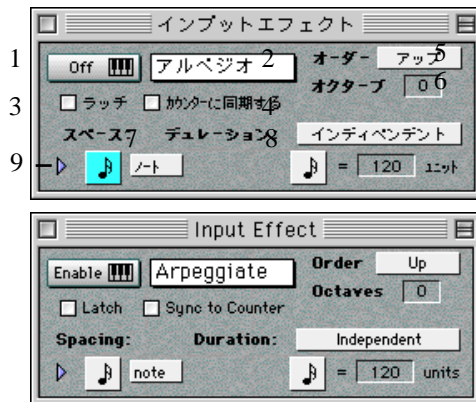 インプットエフェクト
1 Off アルペジオ 2 オーダー アップ 5
オクターブ 0 6
3 ラッチ カウンターに同期する 4
スペース 7 デュレーション 8 インディペンデント
9 ノート = 120 ユニット
Input Effect
Enable Arpeggiate Order Up
Octaves 0
Latch Sync to Counter
Spacing: Duration: Independent
note = 120 units